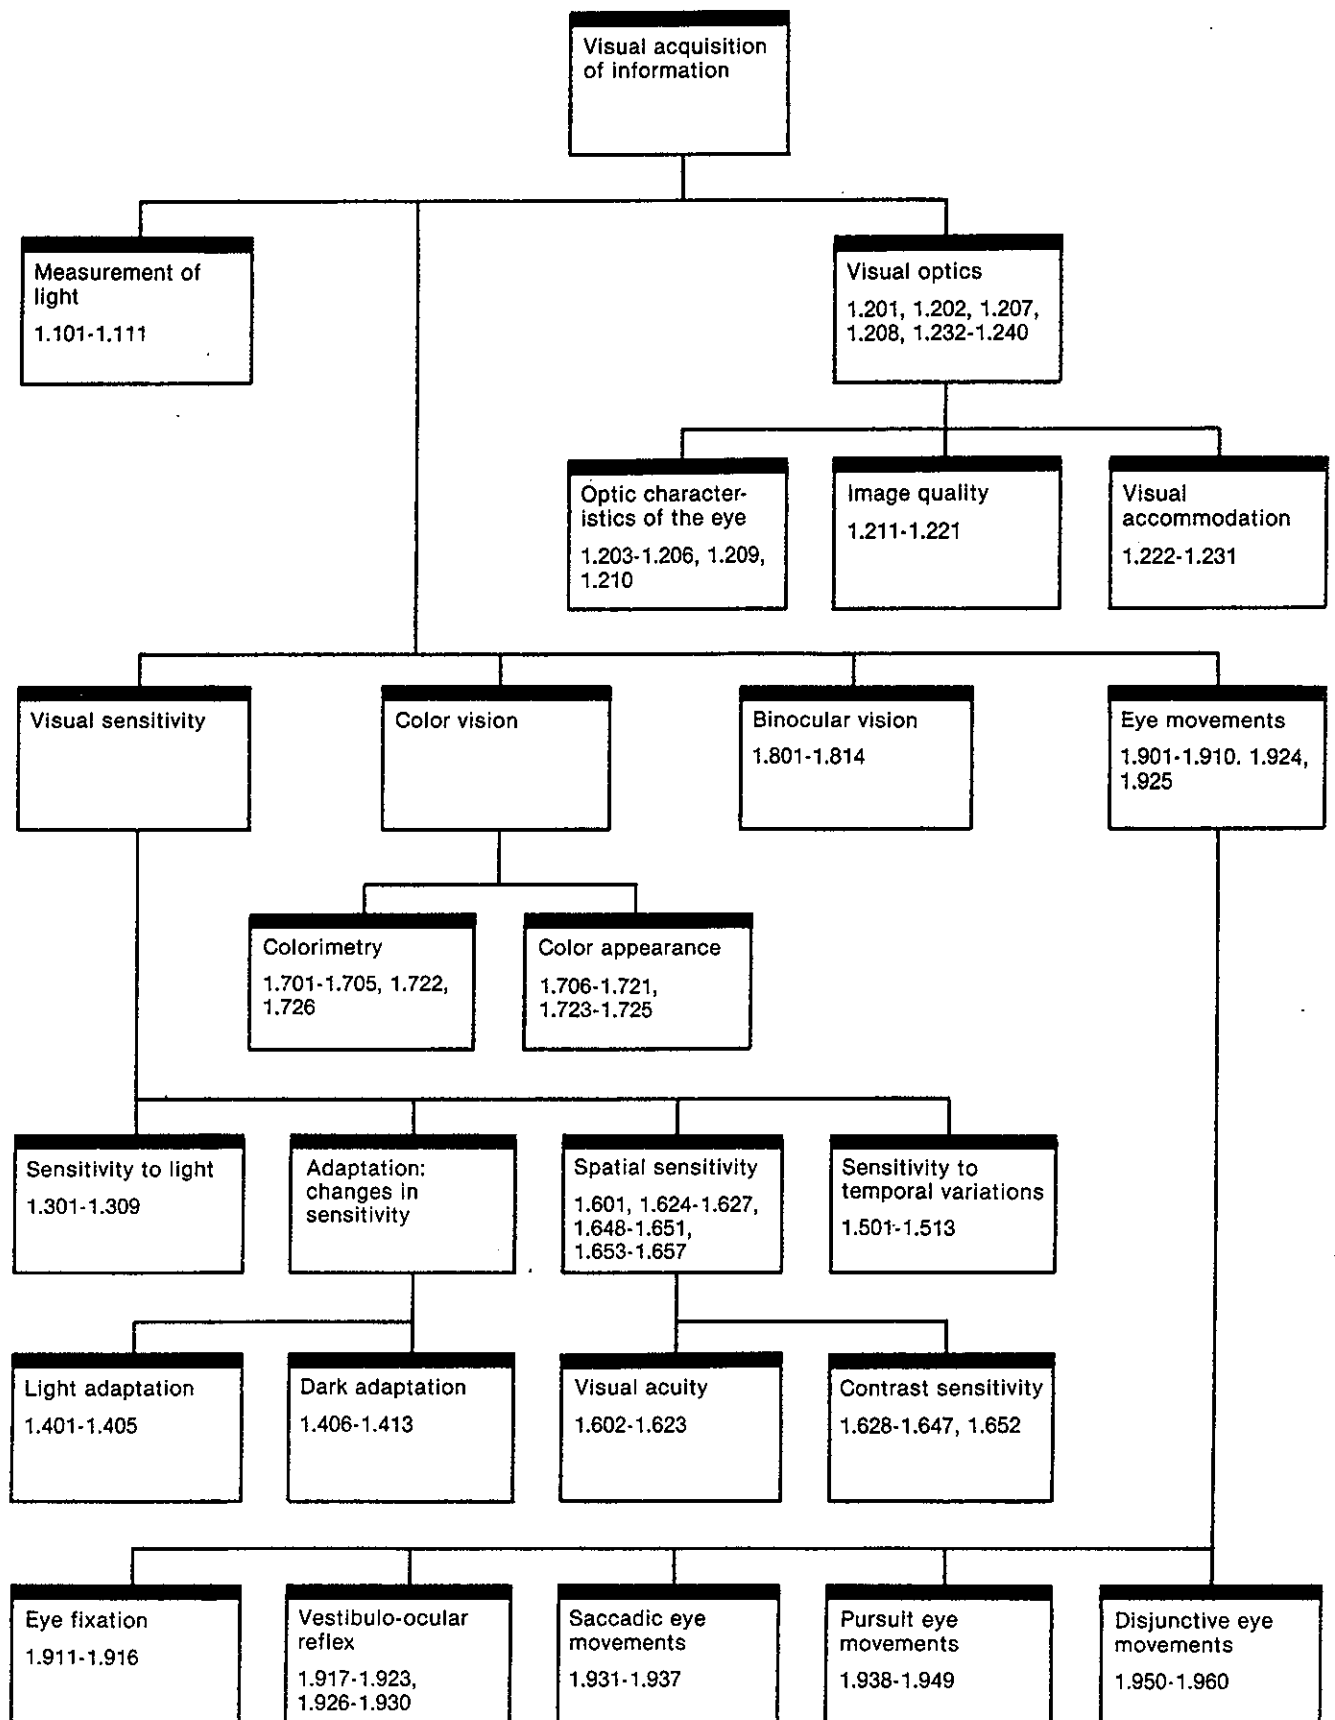 Visual acquisition
of information
Measurement of
light
1.101-1.111
Visual optics
1.201, 1.202, 1.207,
1.208, 1.232-1.240
Optic character-
istics of the eye
1.203-1.206, 1.209,
1.210
Image quality
1.211-1.221
Visual
accommodation
1.222-1.231
Visual sensitivity
Color vision
Binocular vision
1.801-1.814
Eye movements
1.901-1.910. 1.924,
1.925
Colorimetry
1.701-1.705, 1.722,
1.726
Color appearance
1.706-1.721,
1.723-1.725
Sensitivity to light
1.301-1.309
Adaptation:
changes in
sensitivity
Spatial sensitivity
1.601, 1.624-1.627,
1.648-1.651,
1.653-1.657
Sensitivity to
temporal variations
1.501-1.513
Light adaptation
1.401-1.405
Dark adaptation
1.406-1.413
Visual acuity
1.602-1.623
Contrast sensitivity
1.628-1.647, 1.652
Eye fixation
1.911-1.916
Vestibulo-ocular
reflex
1.917-1.923,
1.926-1.930
Saccadic eye
movements
1.931-1.937
Pursuit eye
movements
1.938-1.949
Disjunctive eye
movements
1.950-1.960